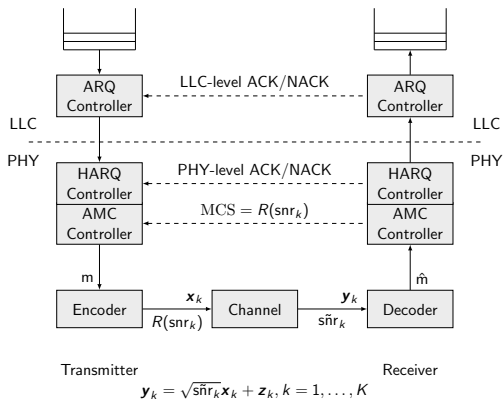 ARQ Controller
LLC-level ACK/NACK
ARQ Controller
LLC
LLC
PHY
PHY
HARQ Controller
PHY-level ACK/NACK
HARQ Controller
AMC Controller
MCS = R(snr_k)
AMC Controller
m
m̂
Encoder
x_k
R(snr_k)
Channel
y_k
sñr_k
Decoder
Transmitter
Receiver
y_k = √sñr_k x_k + z_k, k = 1, . . . , K